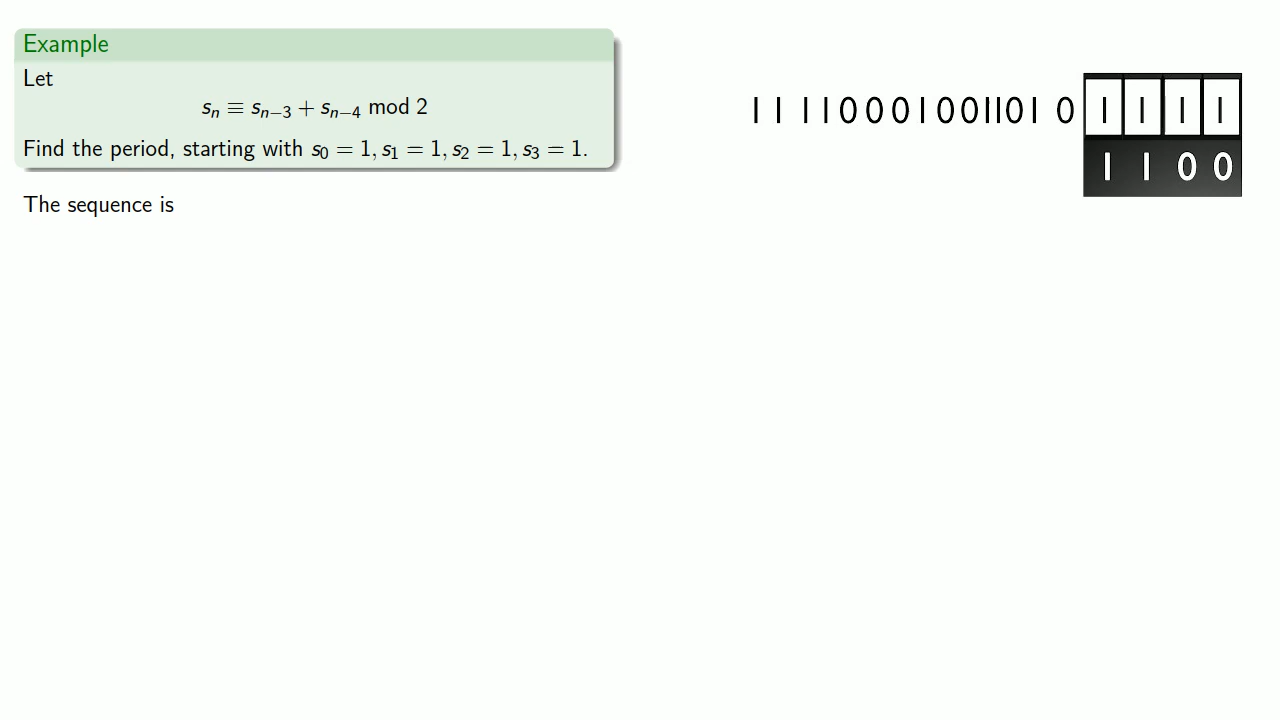 Example
Let
sₙ ≡ sₙ₋₃ + sₙ₋₄ mod 2
Find the period, starting with s₀ = 1, s₁ = 1, s₂ = 1, s₃ = 1.
The sequence is
1 1 1 1 0 0 0 1 0 0 1 1 0 1 0 1 1 1 1
1 1 0 0